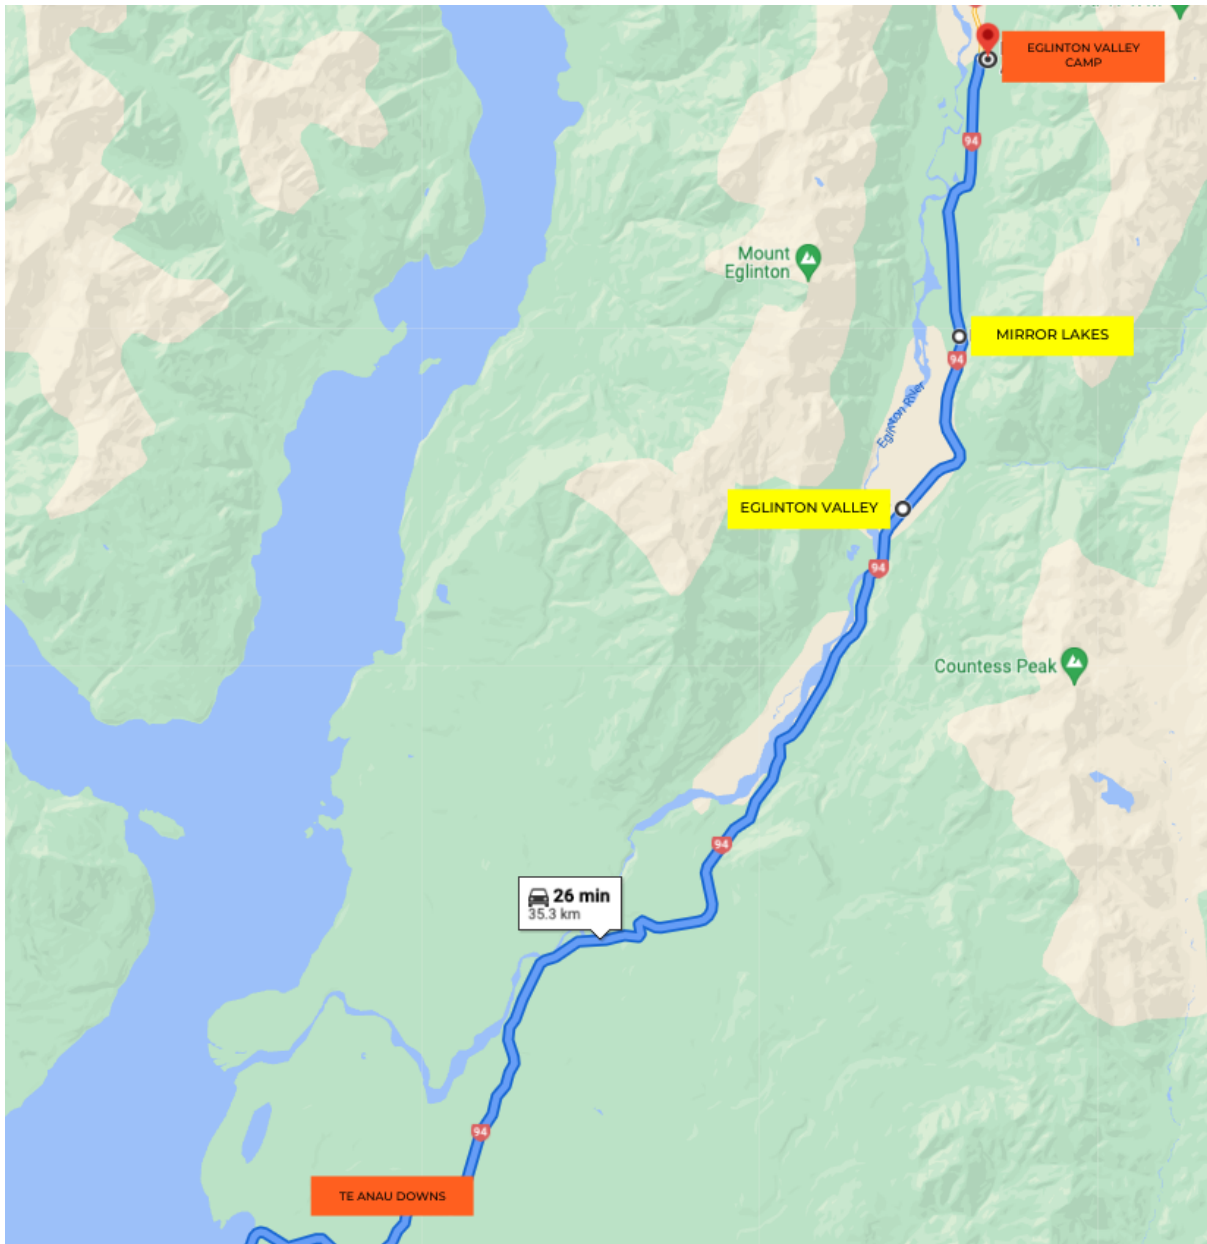 EGLINTON VALLEY
CAMP
94
Mount
Eglinton
MIRROR LAKES
94
Eglinton River
EGLINTON VALLEY
94
Countess Peak
94
26 min
35.3 km
94
TE ANAU DOWNS